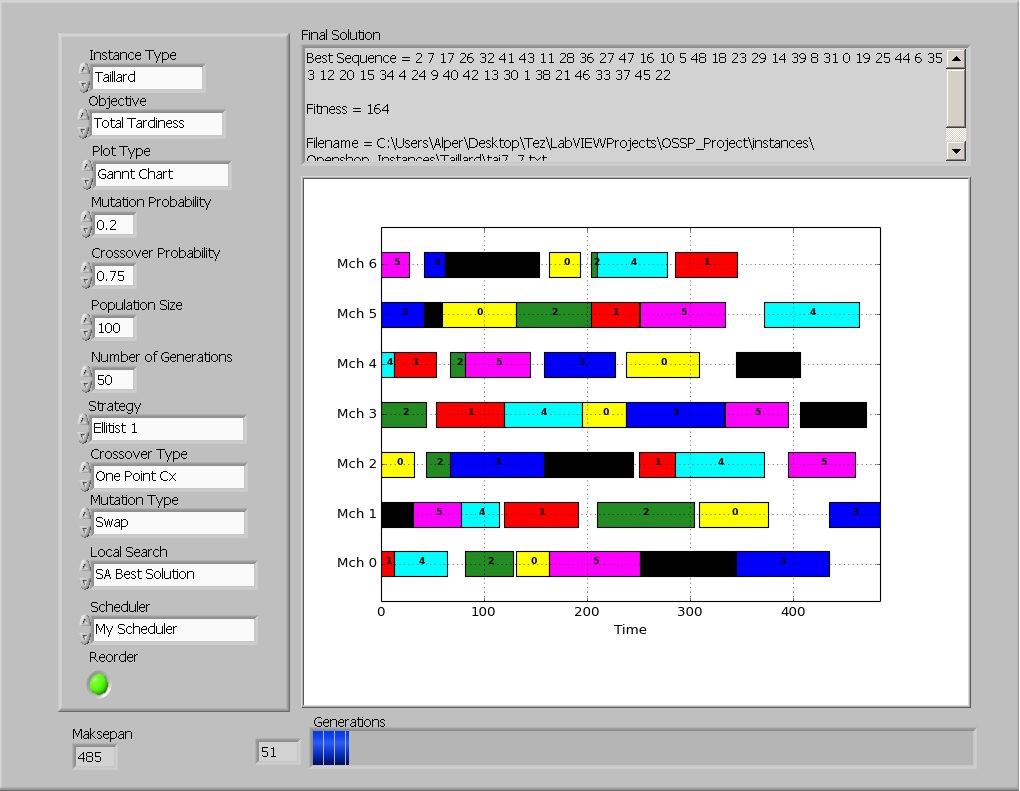 Instance Type
Taillard
Objective
Total Tardiness
Plot Type
Gannt Chart
Mutation Probability
0.2
Crossover Probability
0.75
Population Size
100
Number of Generations
50
Strategy
Ellitist 1
Crossover Type
One Point Cx
Mutation Type
Swap
Local Search
SA Best Solution
Scheduler
My Scheduler
Reorder
Maksepan
485
51
Final Solution
Best Sequence = 2 7 17 26 32 41 43 11 28 36 27 47 16 10 5 48 18 23 29 14 39 8 31 0 19 25 44 6 35
3 12 20 15 34 4 24 9 40 42 13 30 1 38 21 46 33 37 45 22
Fitness = 164
Filename = C:\Users\Alper\Desktop\Tez\LabVIEWProjects\OSSP_Project\instances\
Openshop_Instances\Taillard\tai7_7.txt
Mch 6 5 3 0 2 4 1
Mch 5 3 0 2 1 5 4
Mch 4 4 1 2 5 3 0
Mch 3 2 1 4 0 3 5
Mch 2 0 2 3 1 4 5
Mch 1 5 4 1 2 0 3
Mch 0 1 4 2 0 5 3
0 100 200 300 400
Time
Generations